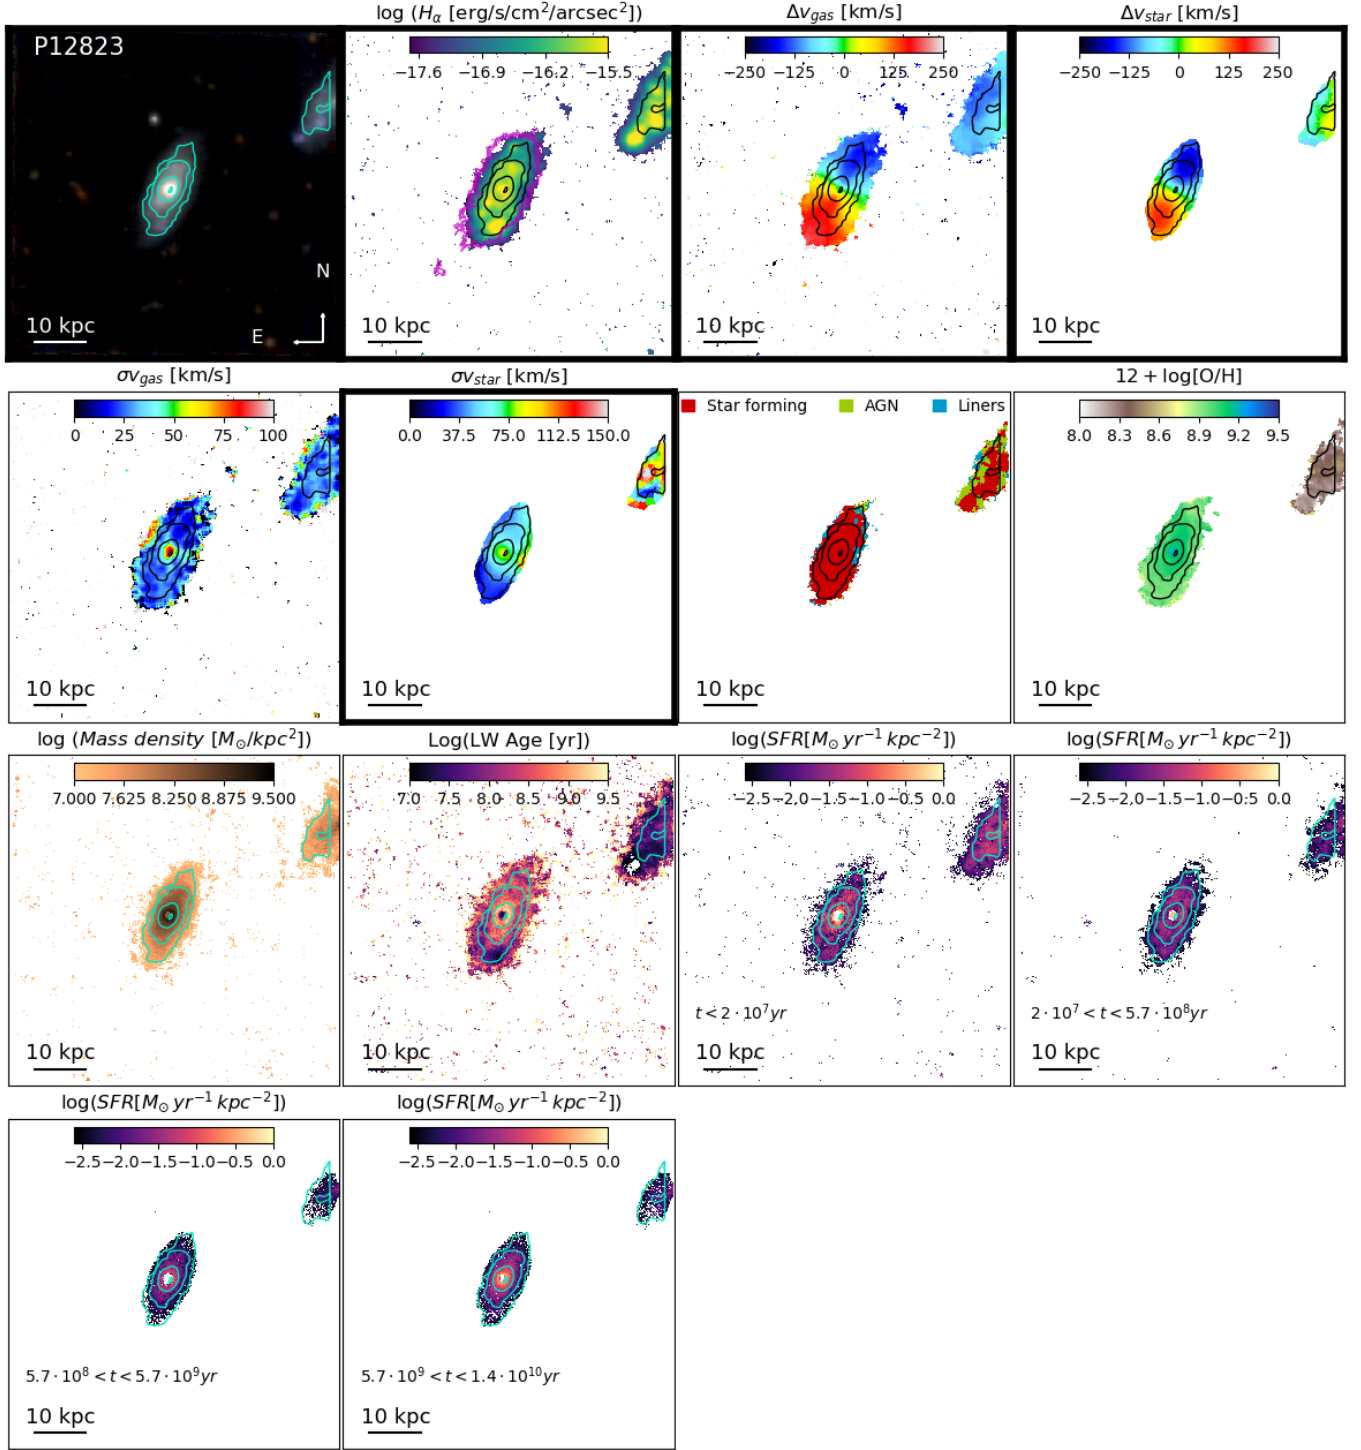 log (Hα [erg/s/cm²/arcsec²])
Δv_gas [km/s]
Δv_star [km/s]
P12823
−17.6 −16.9 −16.2 −15.5
−250 −125 0 125 250
−250 −125 0 125 250
N
E
10 kpc
10 kpc
10 kpc
10 kpc
σv_gas [km/s]
σv_star [km/s]
12 + log[O/H]
0 25 50 75 100
0.0 37.5 75.0 112.5 150.0
Star forming AGN Liners
8.0 8.3 8.6 8.9 9.2 9.5
10 kpc
10 kpc
10 kpc
10 kpc
log (Mass density [M⊙/kpc²])
Log(LW Age [yr])
log(SFR[M⊙ yr⁻¹ kpc⁻²])
log(SFR[M⊙ yr⁻¹ kpc⁻²])
7.000 7.625 8.250 8.875 9.500
7.0 7.5 8.0 8.5 9.0 9.5
−2.5 −2.0 −1.5 −1.0 −0.5 0.0
−2.5 −2.0 −1.5 −1.0 −0.5 0.0
t < 2 · 10⁷yr
2 · 10⁷ < t < 5.7 · 10⁸yr
10 kpc
10 kpc
10 kpc
10 kpc
log(SFR[M⊙ yr⁻¹ kpc⁻²])
log(SFR[M⊙ yr⁻¹ kpc⁻²])
−2.5 −2.0 −1.5 −1.0 −0.5 0.0
−2.5 −2.0 −1.5 −1.0 −0.5 0.0
5.7 · 10⁸ < t < 5.7 · 10⁹yr
5.7 · 10⁹ < t < 1.4 · 10¹⁰yr
10 kpc
10 kpc